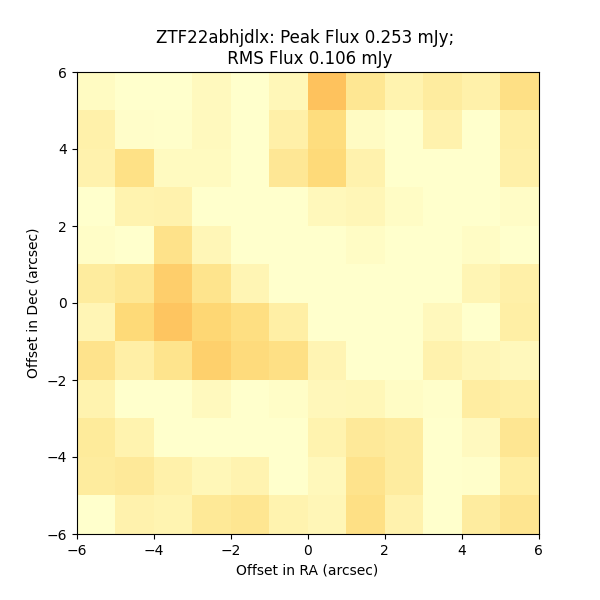 ZTF22abhjdlx: Peak Flux 0.253 mJy;
RMS Flux 0.106 mJy
6
4
2
0
−2
−4
−6
Offset in Dec (arcsec)
−6 −4 −2 0 2 4 6
Offset in RA (arcsec)